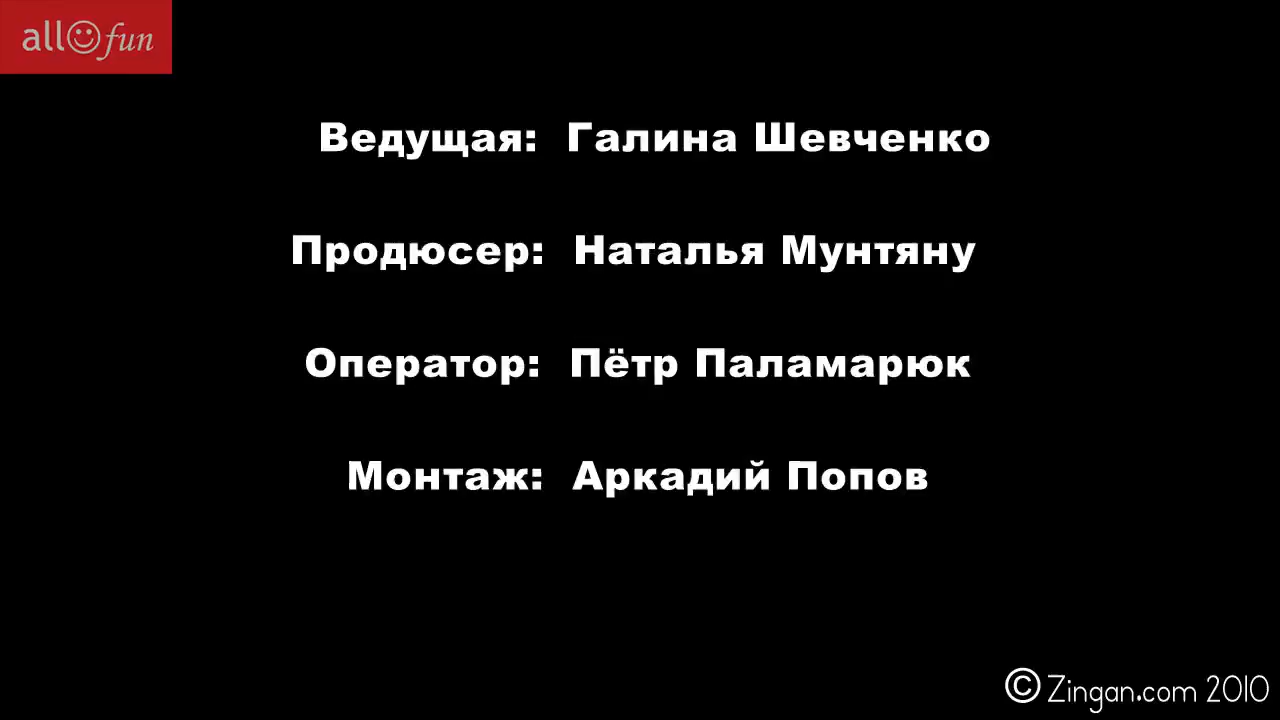 all fun
Ведущая: Галина Шевченко
Продюсер: Наталья Мунтяну
Оператор: Пётр Паламарюк
Монтаж: Аркадий Попов
© Zingan.com 2010